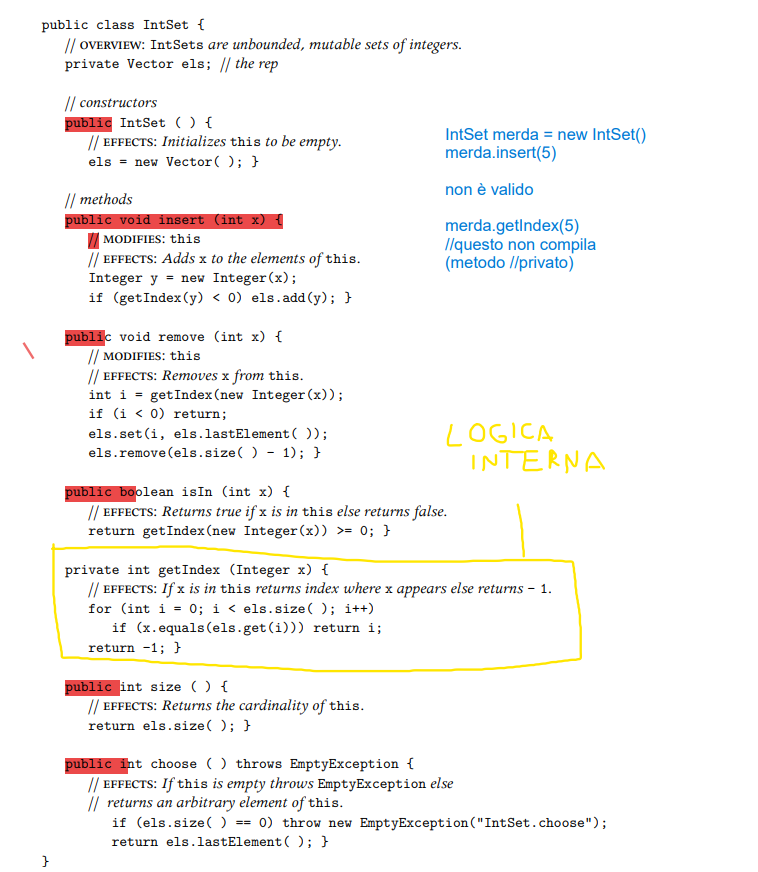 public class IntSet {
// OVERVIEW: IntSets are unbounded, mutable sets of integers.
private Vector els; // the rep
// constructors
public IntSet ( ) {
// EFFECTS: Initializes this to be empty.
els = new Vector( ); }
// methods
public void insert (int x) {
// MODIFIES: this
// EFFECTS: Adds x to the elements of this.
Integer y = new Integer(x);
if (getIndex(y) < 0) els.add(y); }
public void remove (int x) {
// MODIFIES: this
// EFFECTS: Removes x from this.
int i = getIndex(new Integer(x));
if (i < 0) return;
els.set(i, els.lastElement( ));
els.remove(els.size( ) - 1); }
public boolean isIn (int x) {
// EFFECTS: Returns true if x is in this else returns false.
return getIndex(new Integer(x)) >= 0; }
private int getIndex (Integer x) {
// EFFECTS: If x is in this returns index where x appears else returns - 1.
for (int i = 0; i < els.size( ); i++)
if (x.equals(els.get(i))) return i;
return -1; }
public int size ( ) {
// EFFECTS: Returns the cardinality of this.
return els.size( ); }
public int choose ( ) throws EmptyException {
// EFFECTS: If this is empty throws EmptyException else
// returns an arbitrary element of this.
if (els.size( ) == 0) throw new EmptyException("IntSet.choose");
return els.lastElement( ); }
}
IntSet merda = new IntSet()
merda.insert(5)
non è valido
merda.getIndex(5)
//questo non compila
(metodo //privato)
LOGICA
INTERNA